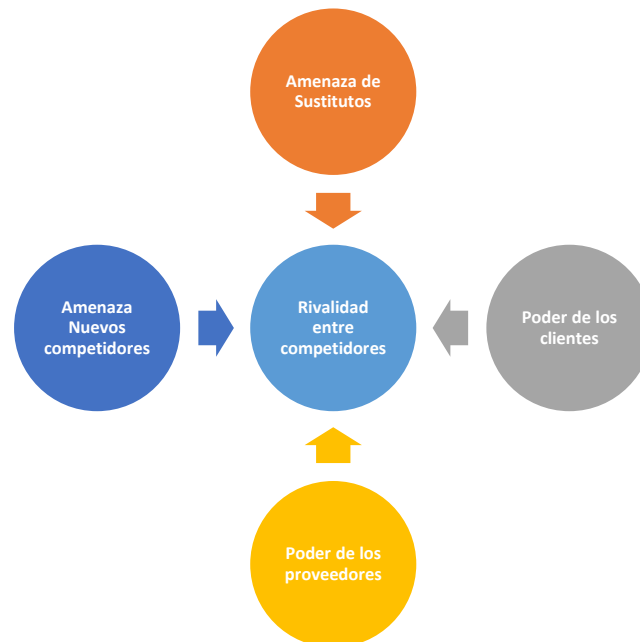 Amenaza de
Sustitutos
Amenaza
Nuevos
competidores
Rivalidad
entre
competidores
Poder de los
clientes
Poder de los
proveedores